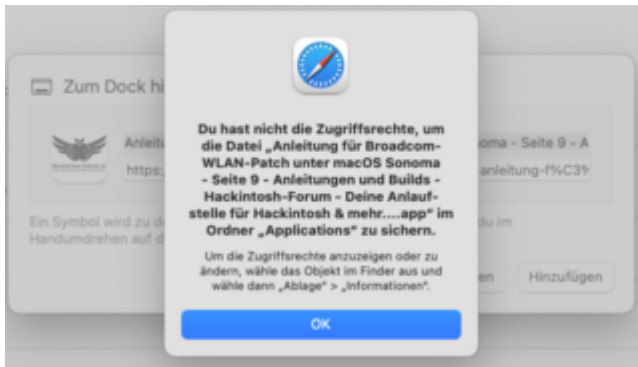 Zum Dock hi
Du hast nicht die Zugriffsrechte, um
die Datei „Anleitung für Broadcom-
WLAN-Patch unter macOS Sonoma
- Seite 9 - Anleitungen und Builds -
Hackintosh-Forum - Deine Anlauf-
stelle für Hackintosh & mehr....app" im
Ordner „Applications" zu sichern.
Um die Zugriffsrechte anzuzeigen oder zu
ändern, wähle das Objekt im Finder aus und
wähle dann „Ablage" > „Informationen".
OK
Anleitu
oma - Seite 9 - A
https:
anleitung-f%C3%
Ein Symbol wird zu de
du im
Handumdrehen auf d
en
Hinzufügen